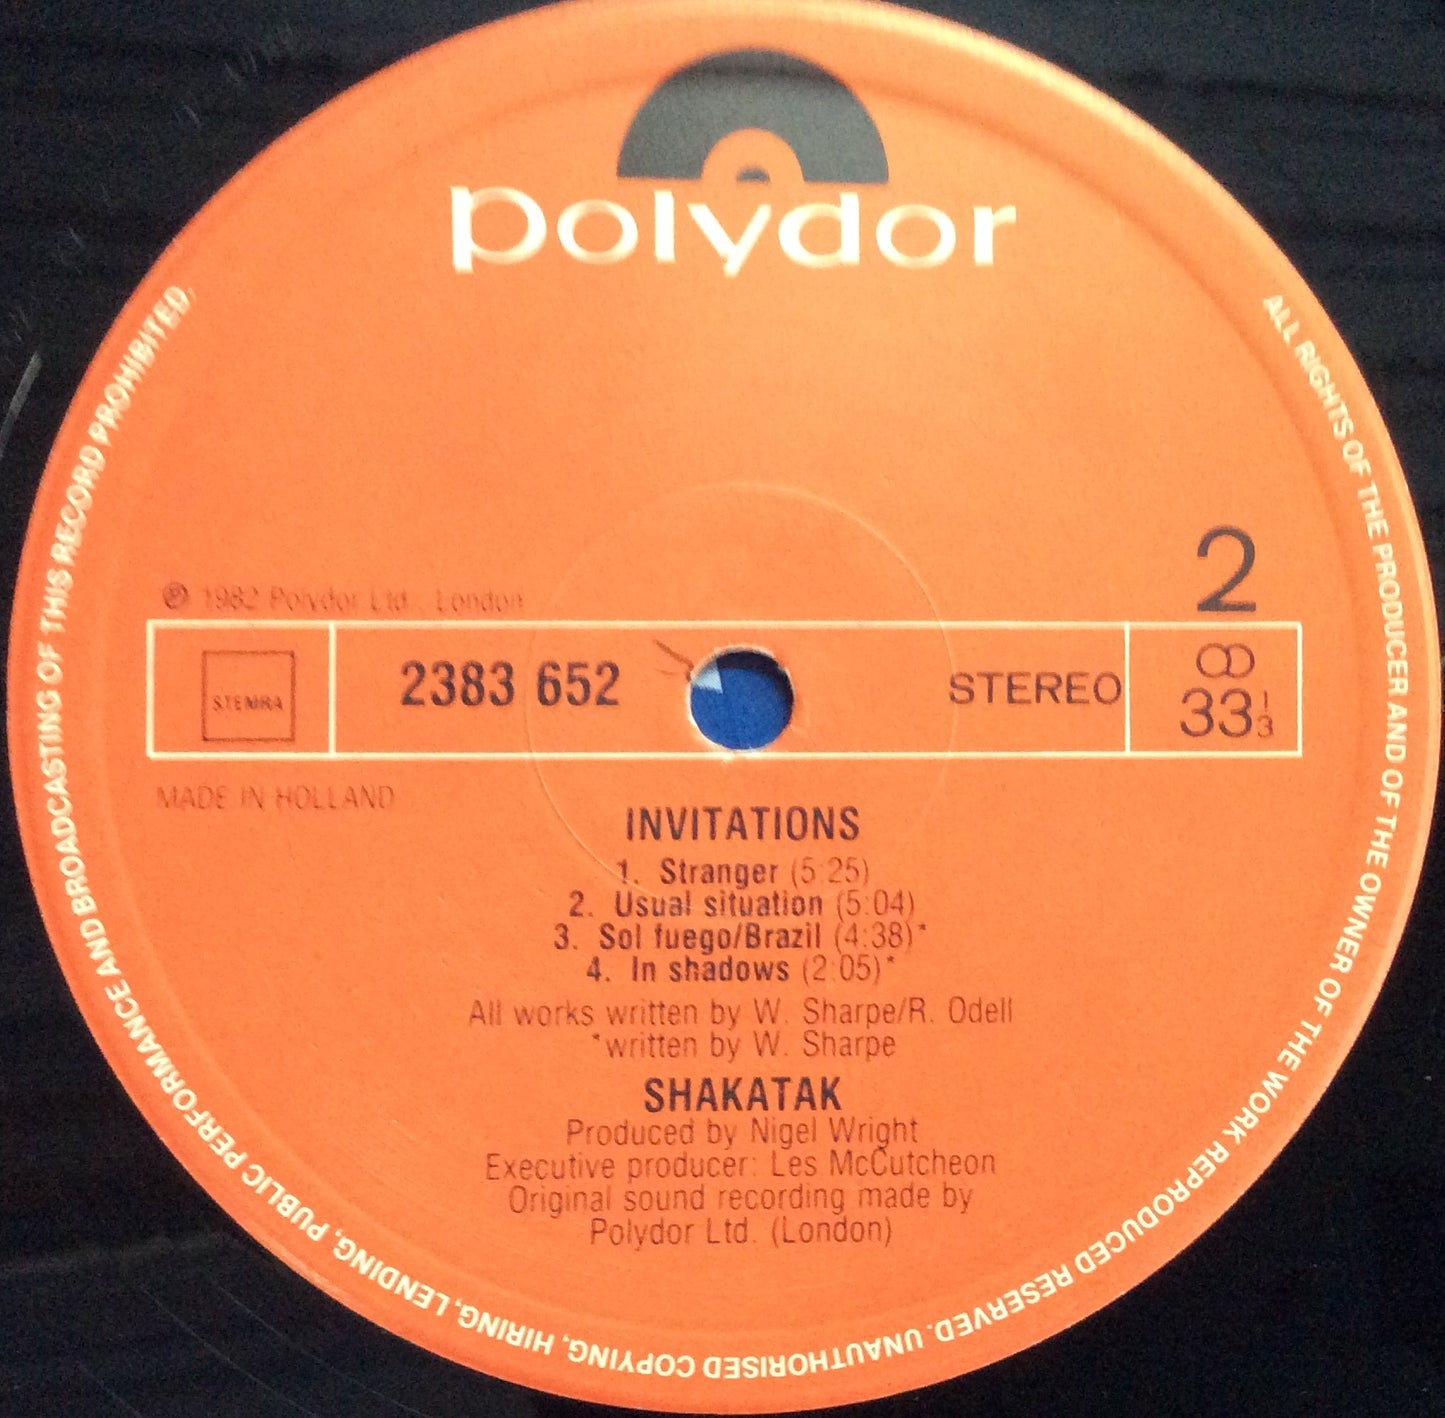 polydor
℗ 1982 Polydor Ltd., London
2
STEMRA
2383 652
STEREO
33 1/3
MADE IN HOLLAND
INVITATIONS
1. Stranger (5:25)
2. Usual situation (5:04)
3. Sol fuego/Brazil (4:38)*
4. In shadows (2:05)*
All works written by W. Sharpe/R. Odell
*written by W. Sharpe
SHAKATAK
Produced by Nigel Wright
Executive producer: Les McCutcheon
Original sound recording made by
Polydor Ltd. (London)
ALL RIGHTS OF THE PRODUCER AND OF THE OWNER OF THE WORK REPRODUCED RESERVED. UNAUTHORISED COPYING, HIRING, LENDING, PUBLIC PERFORMANCE AND BROADCASTING OF THIS RECORD PROHIBITED.